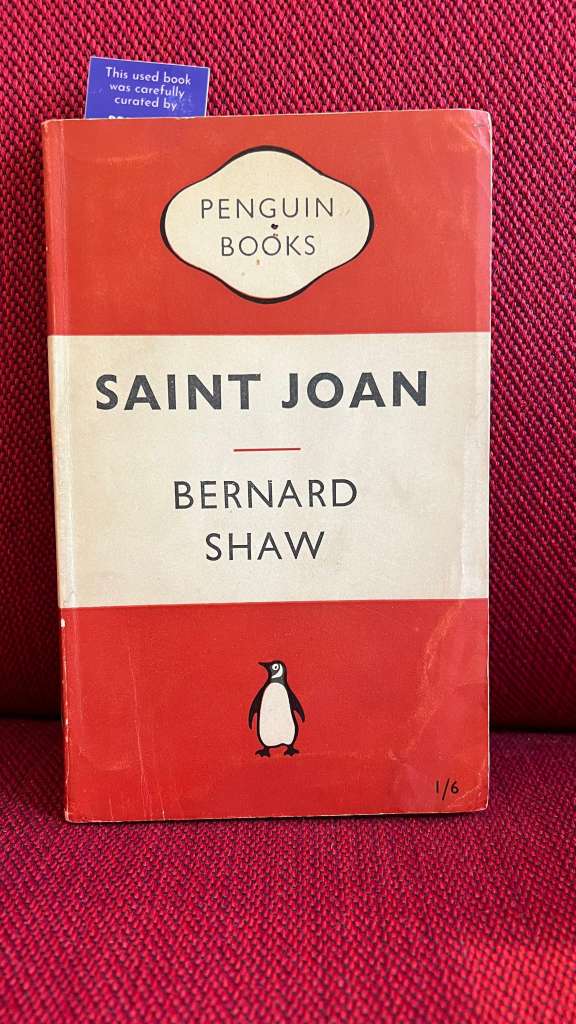 This used book
was carefully
curated by
PENGUIN
BOOKS
SAINT JOAN
BERNARD
SHAW
1/6